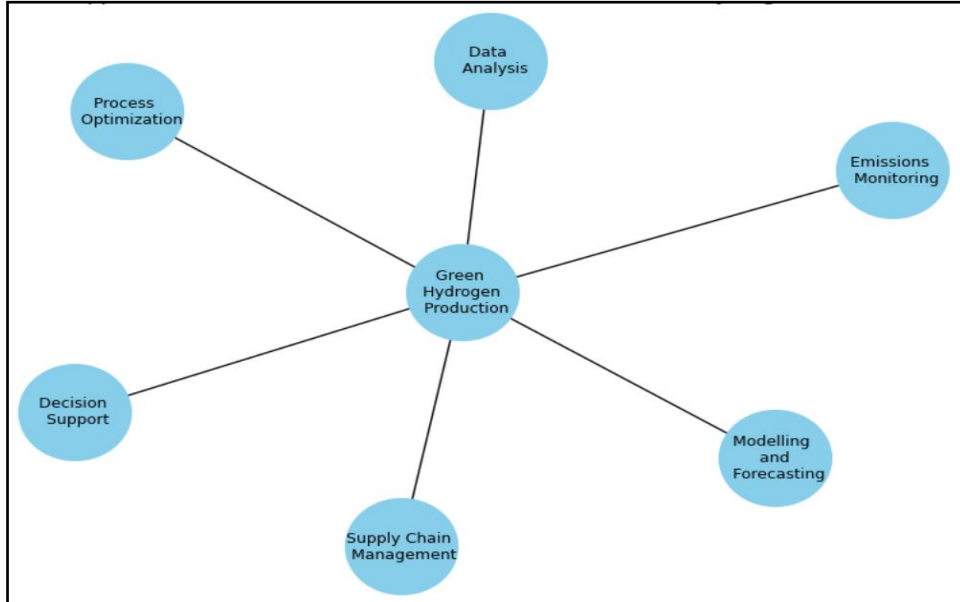 Data
Analysis
Process
Optimization
Emissions
Monitoring
Green
Hydrogen
Production
Decision
Support
Modelling
and
Forecasting
Supply Chain
Management